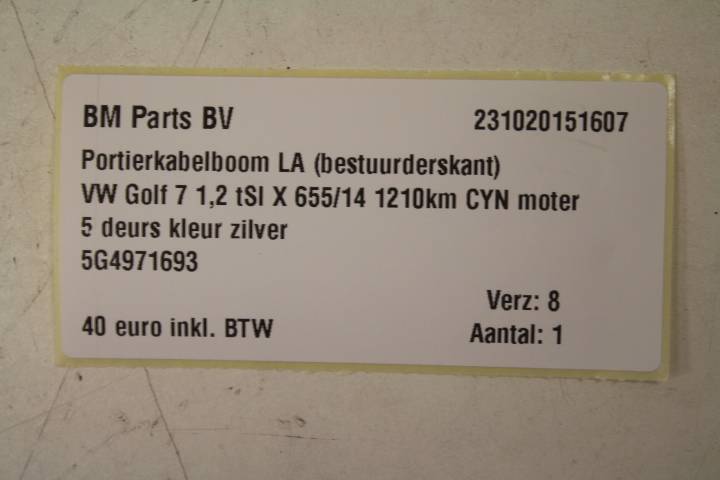 BM Parts BV 231020151607
Portierkabelboom LA (bestuurderskant)
VW Golf 7 1,2 tSI X 655/14 1210km CYN moter
5 deurs kleur zilver
5G4971693
Verz: 8
40 euro inkl. BTW Aantal: 1